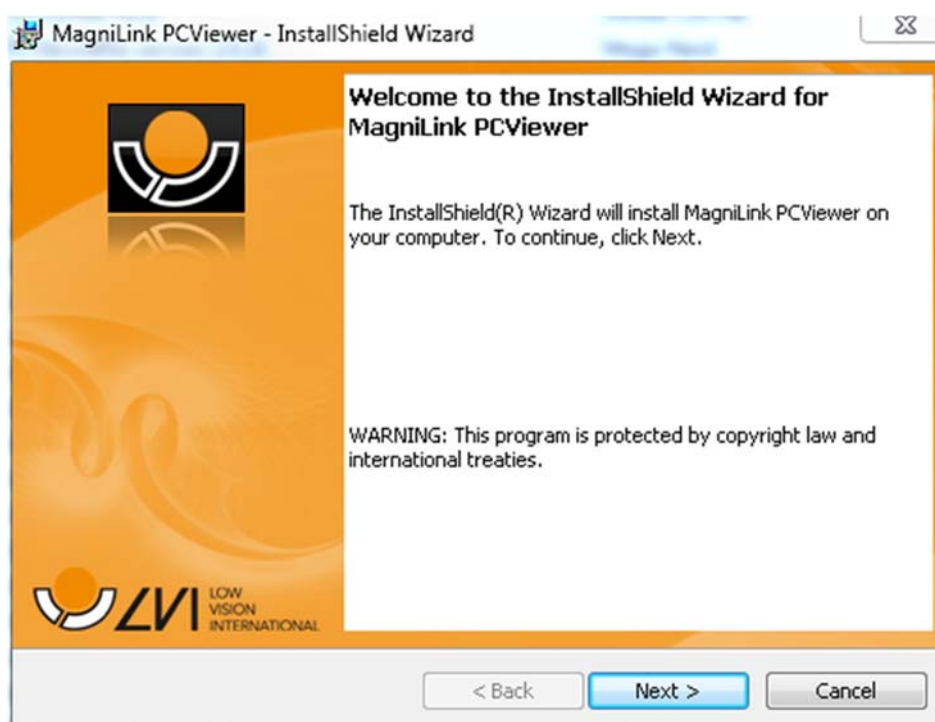 MagniLink PCViewer - InstallShield Wizard
Welcome to the InstallShield Wizard for
MagniLink PCViewer
The InstallShield(R) Wizard will install MagniLink PCViewer on
your computer. To continue, click Next.
WARNING: This program is protected by copyright law and
international treaties.
LVI
LOW
VISION
INTERNATIONAL
< Back
Next >
Cancel